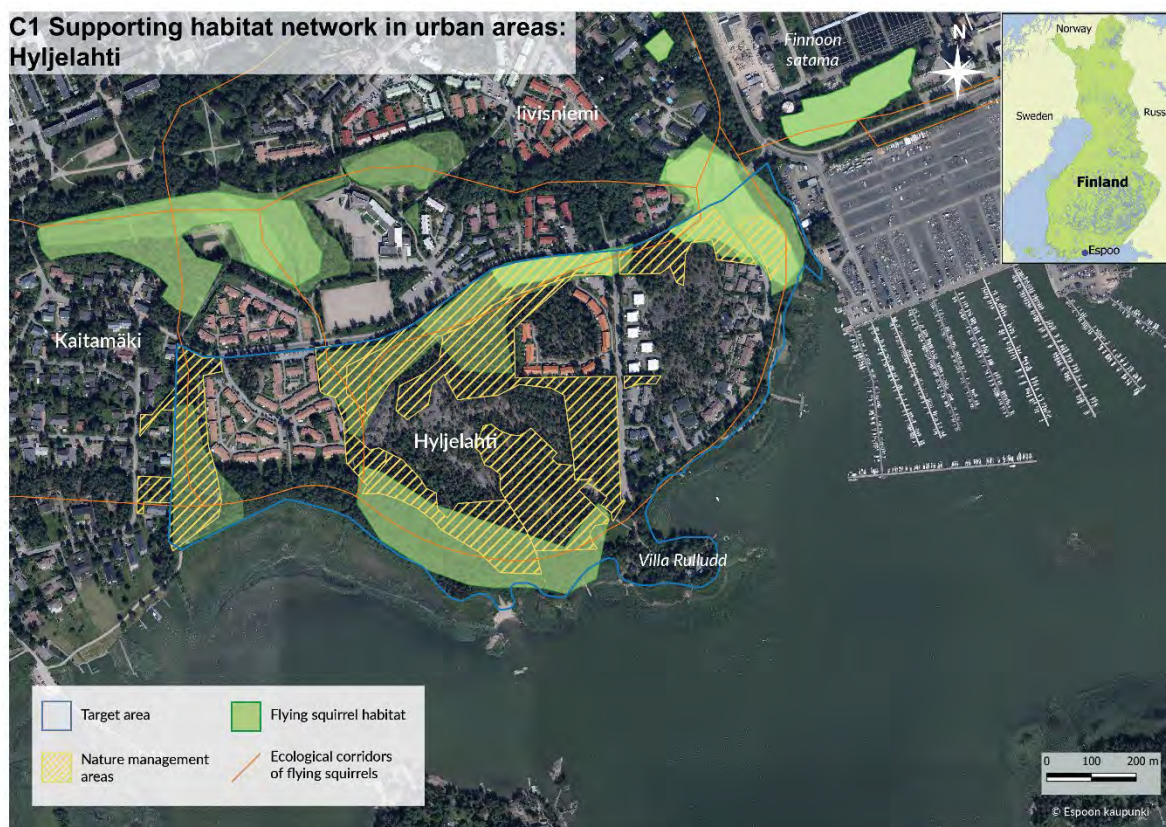 C1 Supporting habitat network in urban areas:
Hyljelahti
Finnoon
satama
N
Norway
Sweden
Russ
Finland
Espoo
Iivisniemi
Kaitamäki
Hyljelahti
Villa Rulludd
Target area
Flying squirrel habitat
Nature management
areas
Ecological corridors
of flying squirrels
0 100 200 m
© Espoon kaupunki